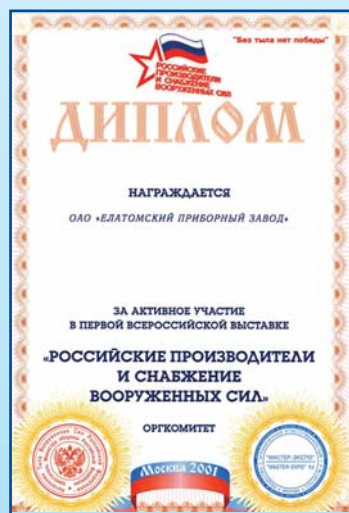 "Без тыла нет победы"
РОССИЙСКИЕ
ПРОИЗВОДИТЕЛИ
И СНАБЖЕНИЕ
ВООРУЖЕННЫХ СИЛ
ДИПЛОМ
НАГРАЖДАЕТСЯ
ОАО «ЕЛАТОМСКИЙ ПРИБОРНЫЙ ЗАВОД»
ЗА АКТИВНОЕ УЧАСТИЕ
В ПЕРВОЙ ВСЕРОССИЙСКОЙ ВЫСТАВКЕ
«РОССИЙСКИЕ ПРОИЗВОДИТЕЛИ
И СНАБЖЕНИЕ
ВООРУЖЕННЫХ СИЛ»
ОРГКОМИТЕТ
"МАСТЕР-ЭКСПО"
"MASTER-EXPO"
Москва 2001